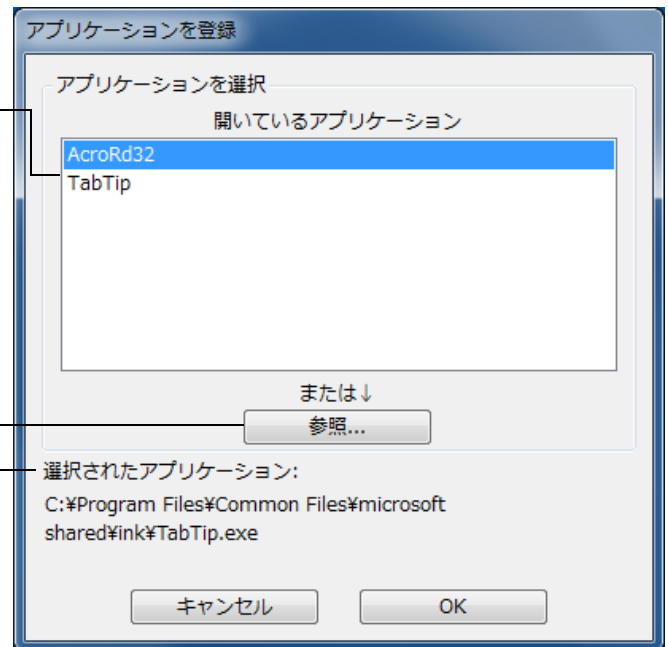 アプリケーションを登録
アプリケーションを選択
開いているアプリケーション
AcroRd32
TabTip
または↓
参照...
選択されたアプリケーション:
C:¥Program Files¥Common Files¥microsoft
shared¥ink¥TabTip.exe
キャンセル
OK